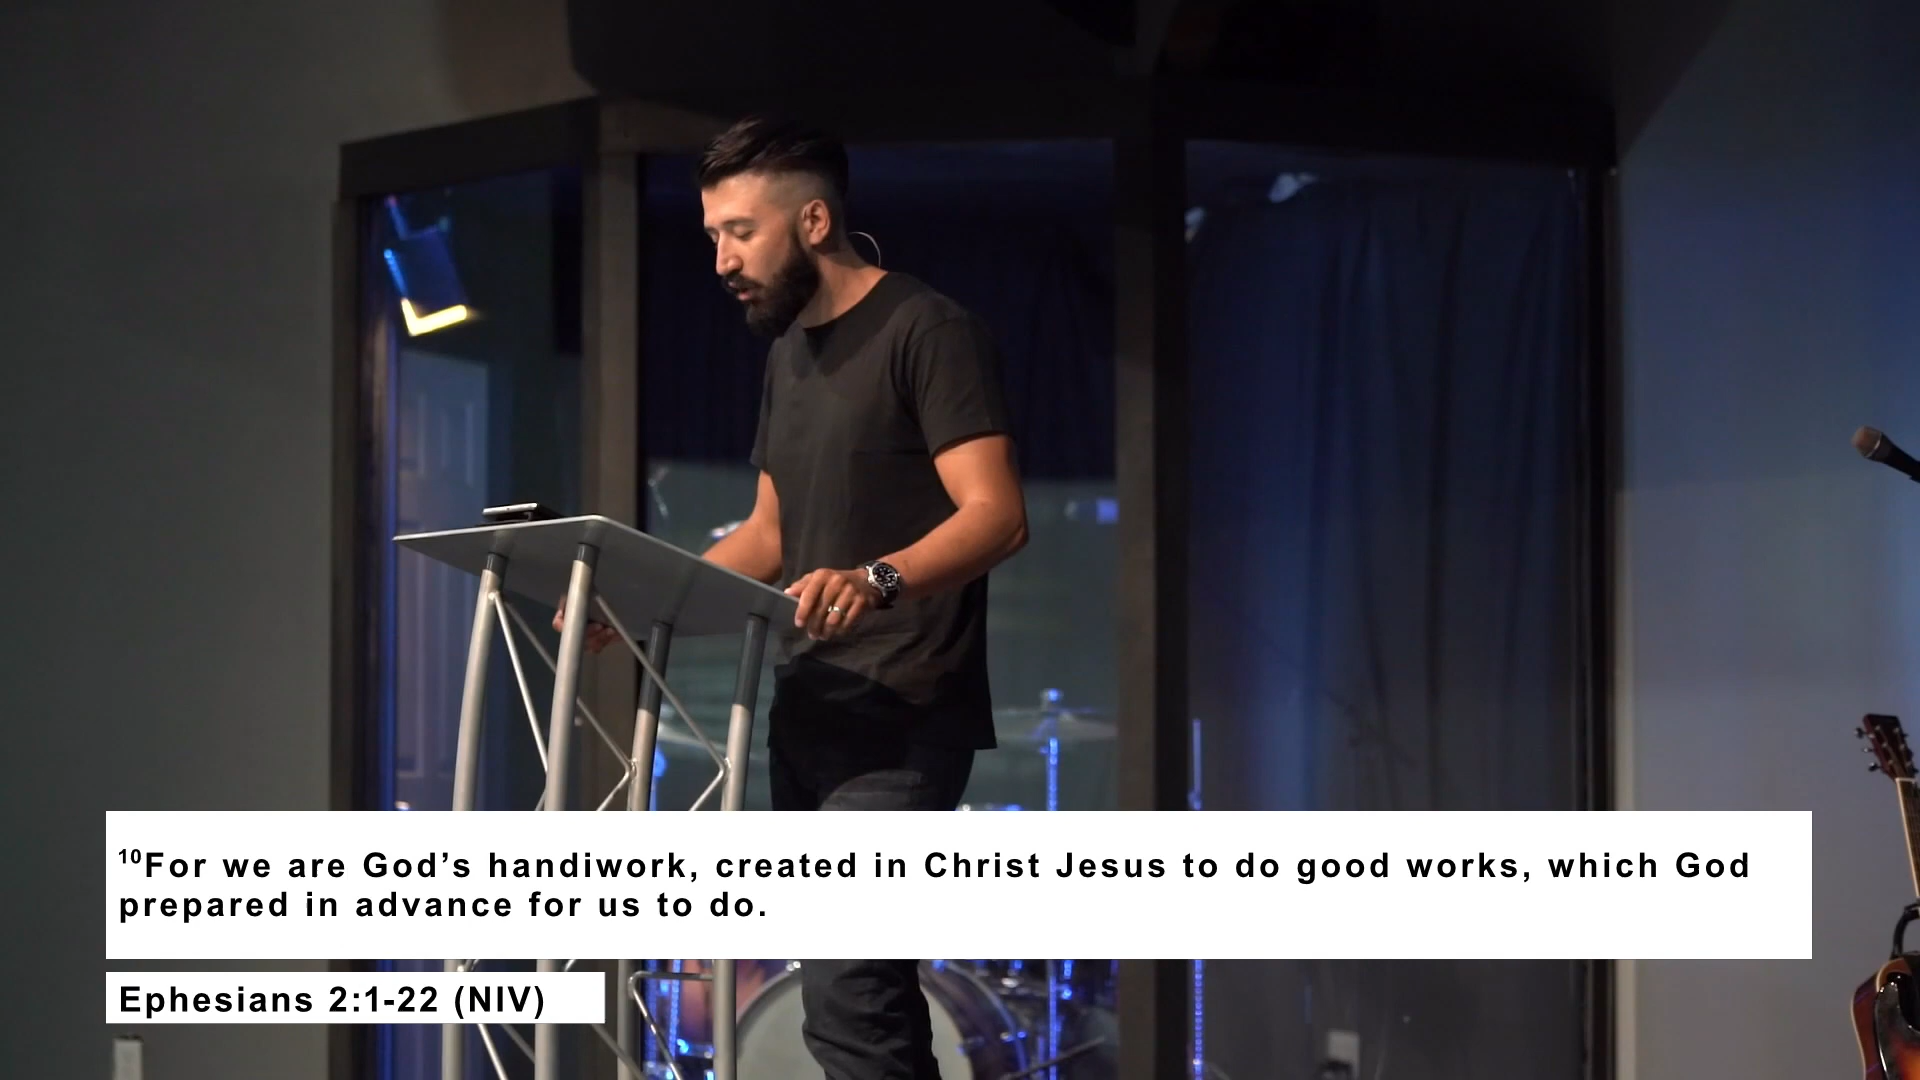 ¹⁰For we are God’s handiwork, created in Christ Jesus to do good works, which God
prepared in advance for us to do.
Ephesians 2:1-22 (NIV)